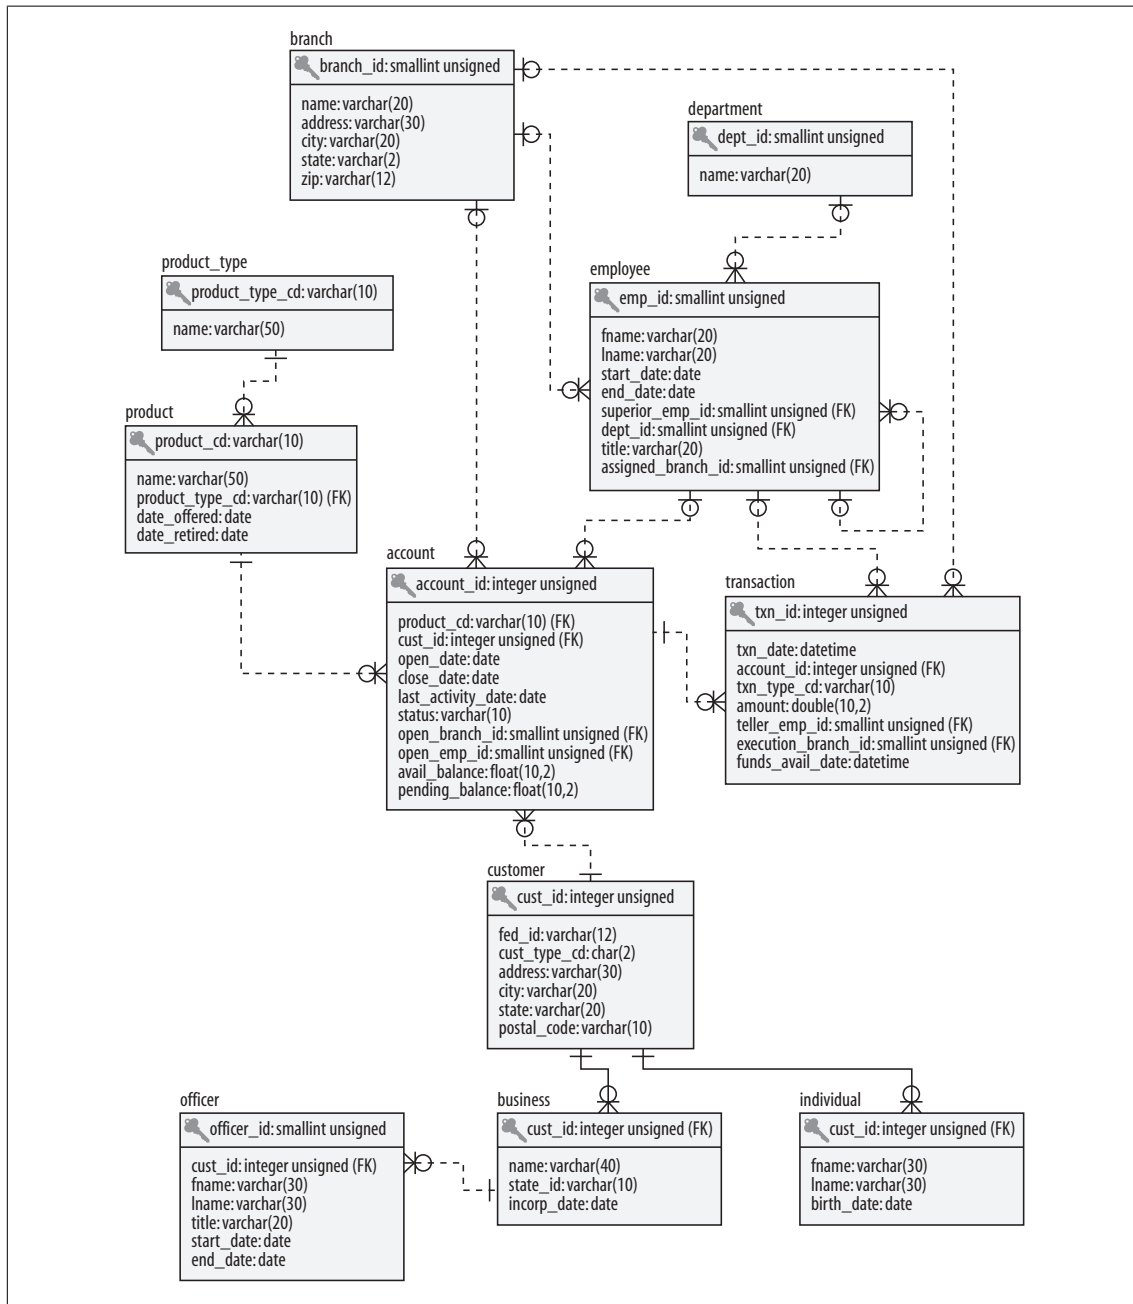 branch
branch_id: smallint unsigned
name: varchar(20)
address: varchar(30)
city: varchar(20)
state: varchar(2)
zip: varchar(12)
department
dept_id: smallint unsigned
name: varchar(20)
product_type
product_type_cd: varchar(10)
name: varchar(50)
employee
emp_id: smallint unsigned
fname: varchar(20)
lname: varchar(20)
start_date: date
end_date: date
superior_emp_id: smallint unsigned (FK)
dept_id: smallint unsigned (FK)
title: varchar(20)
assigned_branch_id: smallint unsigned (FK)
product
product_cd: varchar(10)
name: varchar(50)
product_type_cd: varchar(10) (FK)
date_offered: date
date_retired: date
account
account_id: integer unsigned
product_cd: varchar(10) (FK)
cust_id: integer unsigned (FK)
open_date: date
close_date: date
last_activity_date: date
status: varchar(10)
open_branch_id: smallint unsigned (FK)
open_emp_id: smallint unsigned (FK)
avail_balance: float(10,2)
pending_balance: float(10,2)
transaction
txn_id: integer unsigned
txn_date: datetime
account_id: integer unsigned (FK)
txn_type_cd: varchar(10)
amount: double(10,2)
teller_emp_id: smallint unsigned (FK)
execution_branch_id: smallint unsigned (FK)
funds_avail_date: datetime
customer
cust_id: integer unsigned
fed_id: varchar(12)
cust_type_cd: char(2)
address: varchar(30)
city: varchar(20)
state: varchar(20)
postal_code: varchar(10)
officer
officer_id: smallint unsigned
cust_id: integer unsigned (FK)
fname: varchar(30)
lname: varchar(30)
title: varchar(20)
start_date: date
end_date: date
business
cust_id: integer unsigned (FK)
name: varchar(40)
state_id: varchar(10)
incorp_date: date
individual
cust_id: integer unsigned (FK)
fname: varchar(30)
lname: varchar(30)
birth_date: date